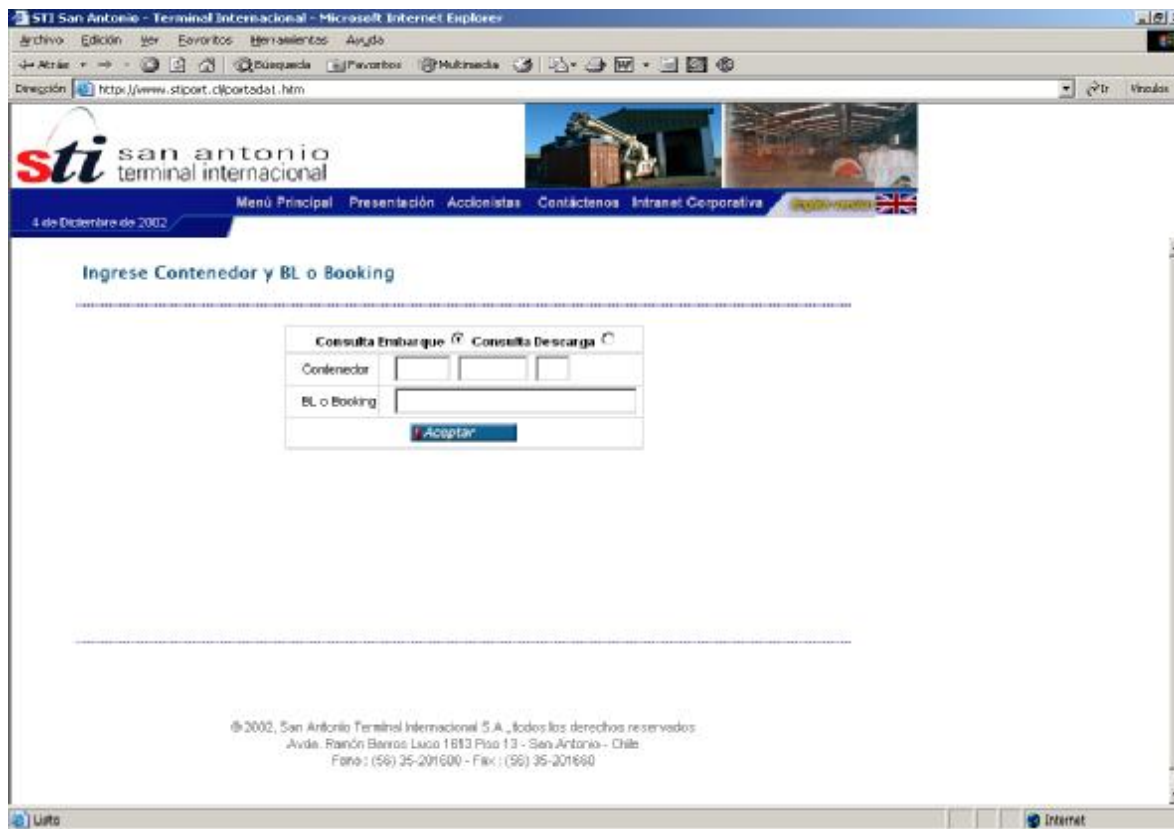 STI San Antonio - Terminal Internacional - Microsoft Internet Explorer
Archivo Edición Ver Favoritos Herramientas Ayuda
Atrás Búsqueda Favoritos Multimedia
Dirección http://www.stiport.cl/portadat.htm Ir Vínculos
sti san antonio
terminal internacional
Menú Principal Presentación Accionistas Contáctenos Intranet Corporativa English version
4 de Diciembre de 2002
Ingrese Contenedor y BL o Booking
Consulta Embarque Consulta Descarga
Contenedor
BL o Booking
Aceptar
© 2002, San Antonio Terminal Internacional S.A., todos los derechos reservados
Avda. Ramón Barros Luco 1613 Piso 13 - San Antonio - Chile
Fono : (56) 35-201600 - Fax : (56) 35-201660
Listo Internet